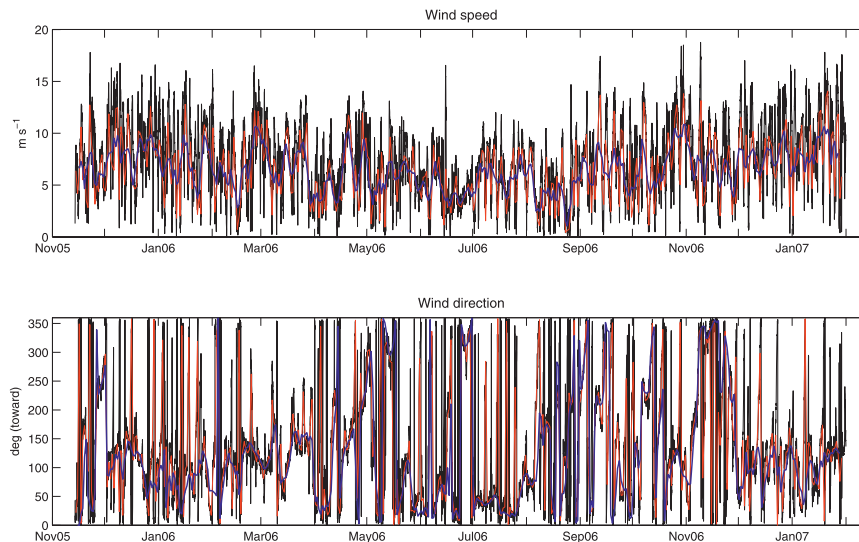 Wind speed
20
15
10
5
0
m s⁻¹
Nov05 Jan06 Mar06 May06 Jul06 Sep06 Nov06 Jan07
Wind direction
350
300
250
200
150
100
50
0
deg (toward)
Nov05 Jan06 Mar06 May06 Jul06 Sep06 Nov06 Jan07